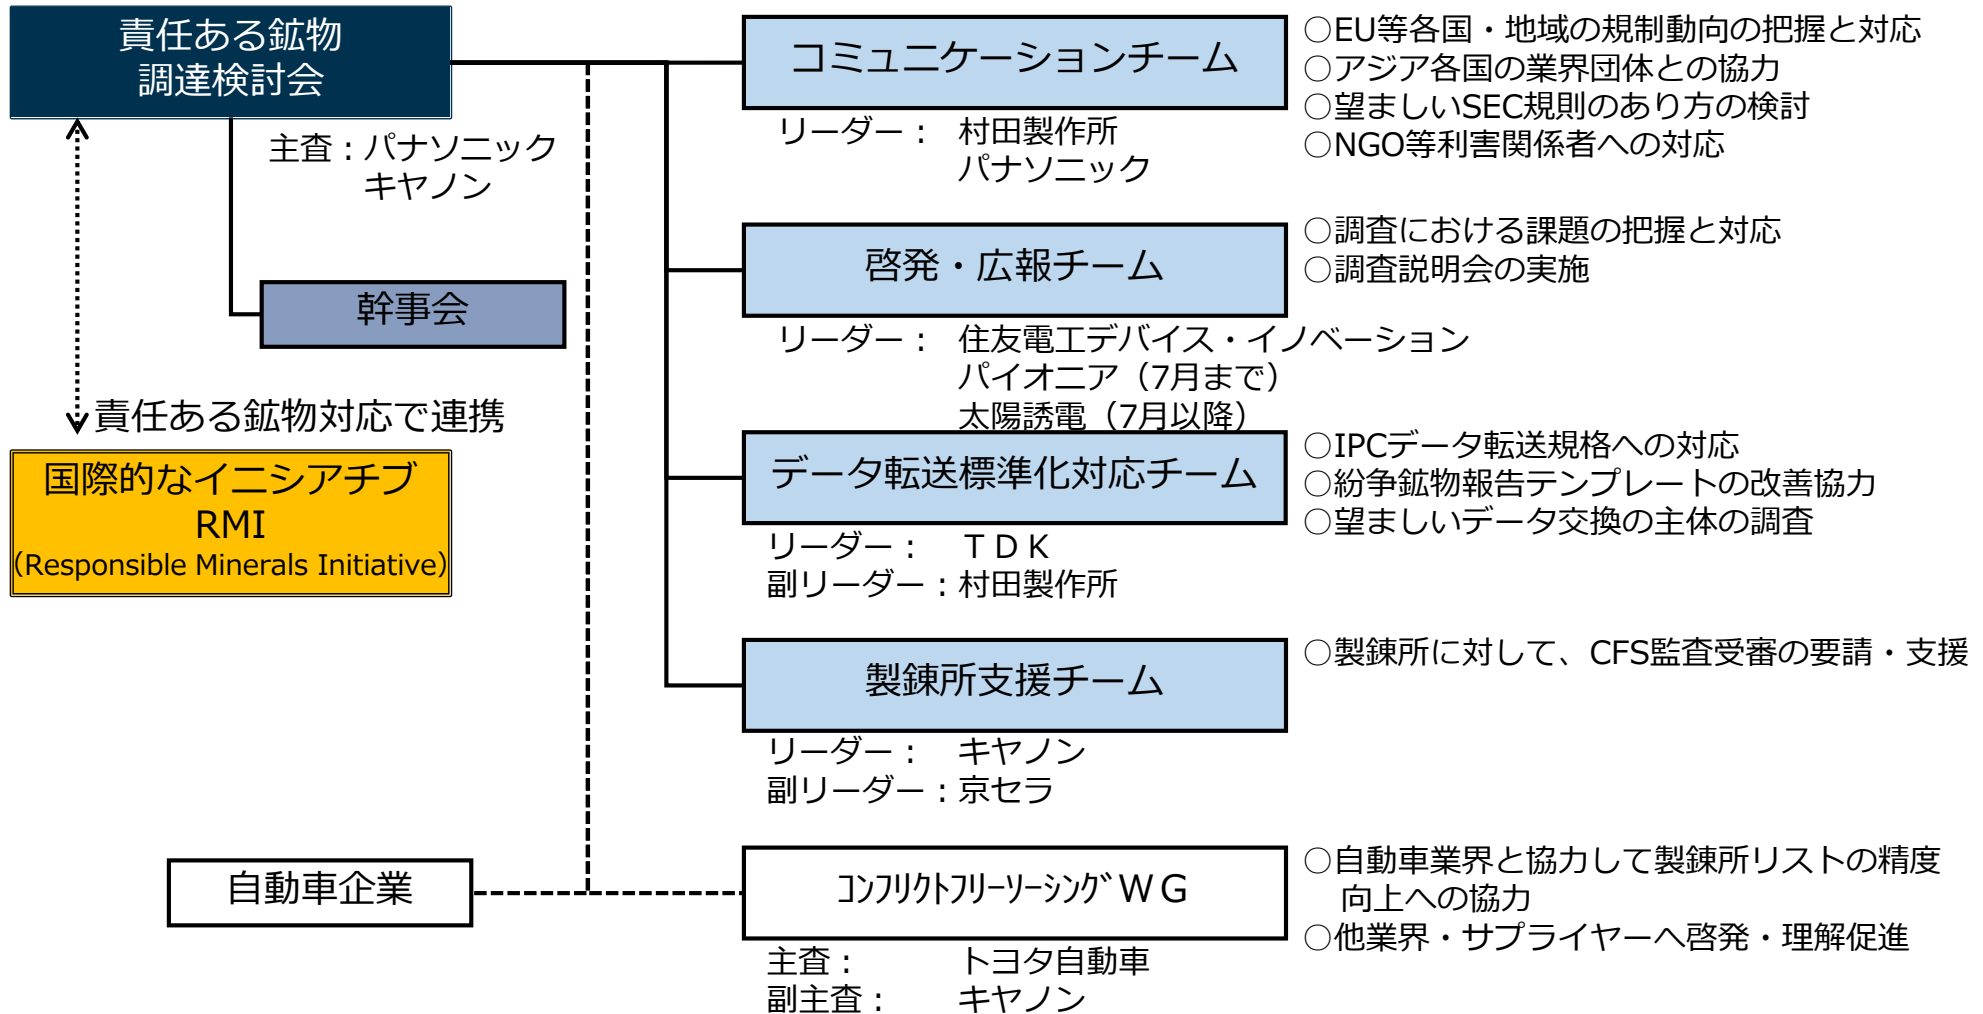 責任ある鉱物
調達検討会
主査：パナソニック
キヤノン
幹事会
責任ある鉱物対応で連携
国際的なイニシアチブ
RMI
（Responsible Minerals Initiative）
コミュニケーションチーム
リーダー： 村田製作所
パナソニック
○EU等各国・地域の規制動向の把握と対応
○アジア各国の業界団体との協力
○望ましいSEC規則のあり方の検討
○NGO等利害関係者への対応
啓発・広報チーム
リーダー： 住友電工デバイス・イノベーション
パイオニア（7月まで）
太陽誘電（7月以降）
○調査における課題の把握と対応
○調査説明会の実施
データ転送標準化対応チーム
リーダー： ＴＤＫ
副リーダー：村田製作所
○IPCデータ転送規格への対応
○紛争鉱物報告テンプレートの改善協力
○望ましいデータ交換の主体の調査
製錬所支援チーム
リーダー： キヤノン
副リーダー：京セラ
○製錬所に対して、CFS監査受審の要請・支援
自動車企業
ｺﾝﾌﾘｸﾄﾌﾘｰｿｰｼﾝｸﾞＷＧ
主査： トヨタ自動車
副主査： キヤノン
○自動車業界と協力して製錬所リストの精度
向上への協力
○他業界・サプライヤーへ啓発・理解促進